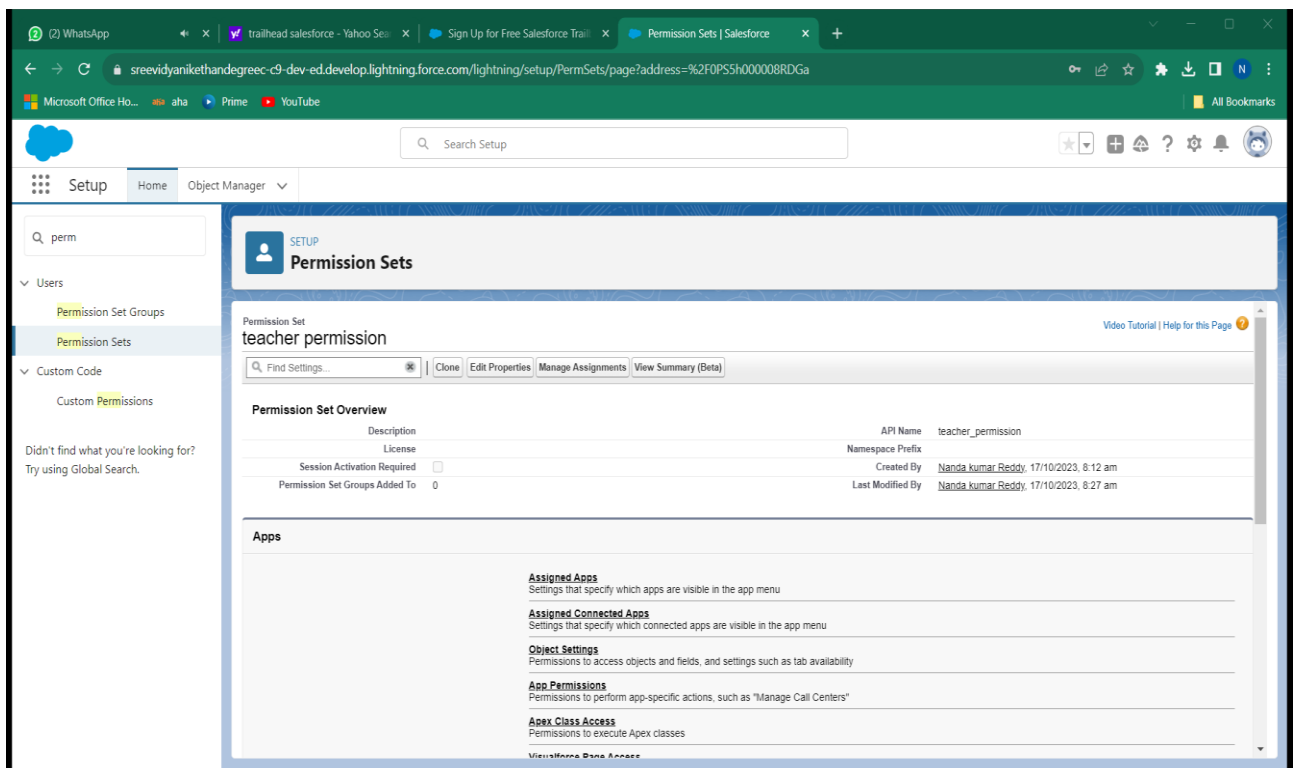 2 (2) WhatsApp
trailhead salesforce - Yahoo Sea
Sign Up for Free Salesforce Trail
Permission Sets | Salesforce
sreevidyanikethandegreec-c9-dev-ed.develop.lightning.force.com/lightning/setup/PermSets/page?address=%2F0PS5h000008RDGa
N
Microsoft Office Ho... aha aha Prime YouTube All Bookmarks
Search Setup
Setup Home Object Manager
perm
Users
Permission Set Groups
Permission Sets
Custom Code
Custom Permissions
Didn't find what you're looking for?
Try using Global Search.
SETUP
Permission Sets
Permission Set
teacher permission
Video Tutorial | Help for this Page ?
Find Settings... | Clone Edit Properties Manage Assignments View Summary (Beta)
Permission Set Overview
Description API Name teacher_permission
License Namespace Prefix
Session Activation Required Created By Nanda kumar Reddy, 17/10/2023, 8:12 am
Permission Set Groups Added To 0 Last Modified By Nanda kumar Reddy, 17/10/2023, 8:27 am
Apps
Assigned Apps
Settings that specify which apps are visible in the app menu
Assigned Connected Apps
Settings that specify which connected apps are visible in the app menu
Object Settings
Permissions to access objects and fields, and settings such as tab availability
App Permissions
Permissions to perform app-specific actions, such as "Manage Call Centers"
Apex Class Access
Permissions to execute Apex classes
Visualforce Page Access